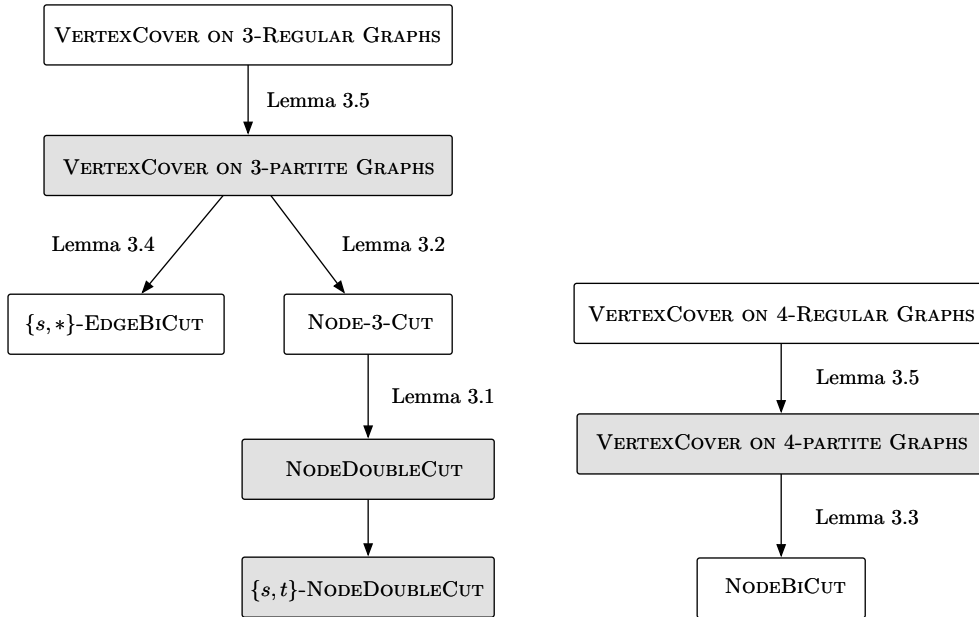 VERTEXCOVER ON 3-REGULAR GRAPHS
Lemma 3.5
VERTEXCOVER ON 3-PARTITE GRAPHS
Lemma 3.4
Lemma 3.2
{s, *}-EDGEBICUT
NODE-3-CUT
Lemma 3.1
NODEDOUBLECUT
{s, t}-NODEDOUBLECUT
VERTEXCOVER ON 4-REGULAR GRAPHS
Lemma 3.5
VERTEXCOVER ON 4-PARTITE GRAPHS
Lemma 3.3
NODEBICUT